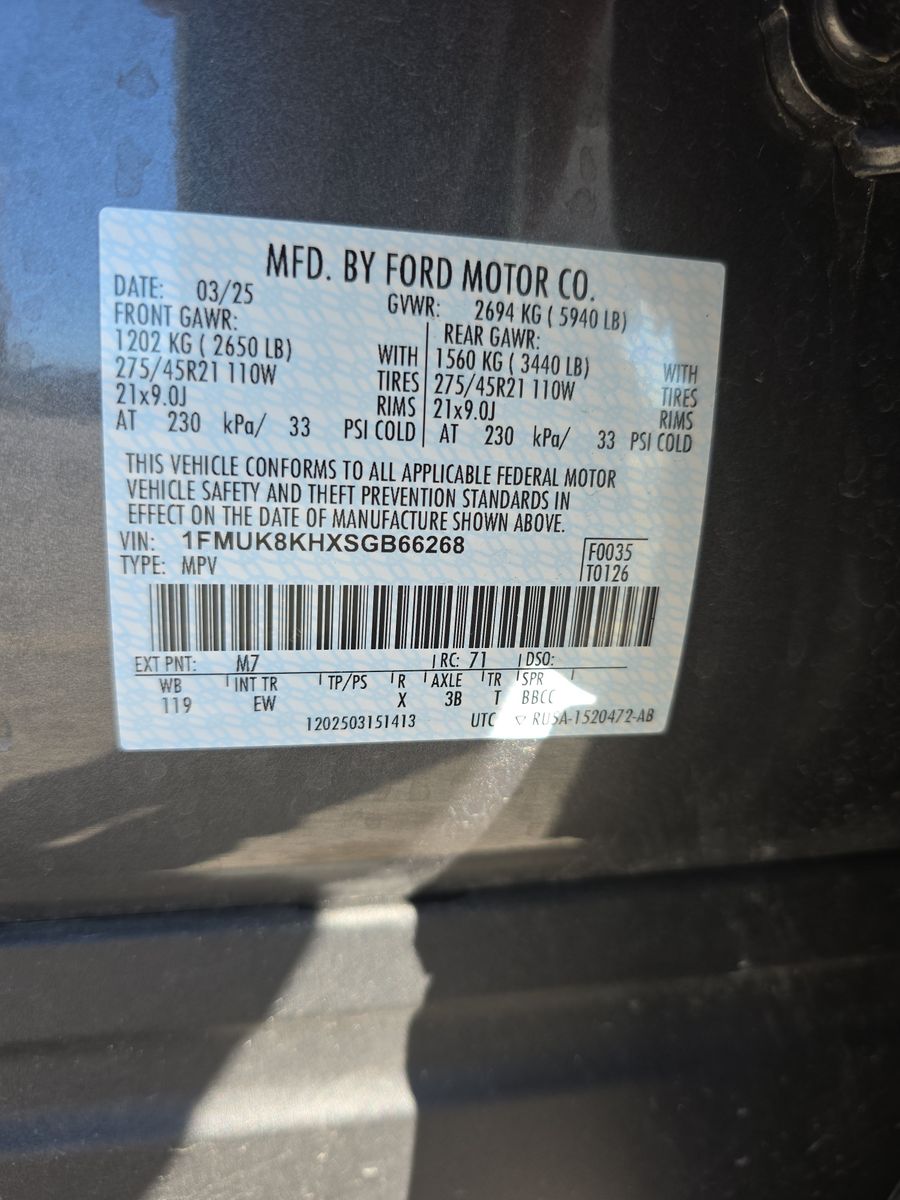 MFD. BY FORD MOTOR CO.
DATE: 03/25 GVWR: 2694 KG ( 5940 LB)
FRONT GAWR: REAR GAWR:
1202 KG ( 2650 LB) WITH 1560 KG ( 3440 LB) WITH
275/45R21 110W TIRES 275/45R21 110W TIRES
21x9.0J RIMS 21x9.0J RIMS
AT 230 kPa/ 33 PSI COLD AT 230 kPa/ 33 PSI COLD
THIS VEHICLE CONFORMS TO ALL APPLICABLE FEDERAL MOTOR
VEHICLE SAFETY AND THEFT PREVENTION STANDARDS IN
EFFECT ON THE DATE OF MANUFACTURE SHOWN ABOVE.
VIN: 1FMUK8KHXSGB66268 F0035
TYPE: MPV T0126
EXT PNT: M7 RC: 71 DSO:
WB INT TR TP/PS R AXLE TR SPR
119 EW X 3B T BBCC
1202503151413 UTC RUSA-1520472-AB